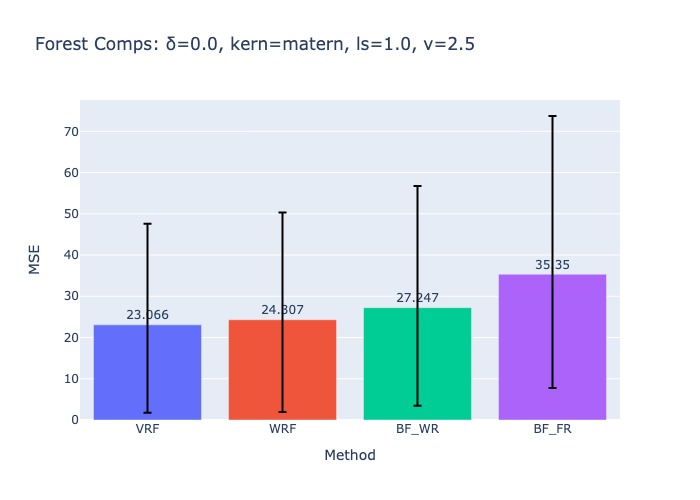 Forest Comps: δ=0.0, kern=matern, ls=1.0, v=2.5
70
60
50
40
30
20
10
0
MSE
23.066
24.307
27.247
35.35
VRF
WRF
BF_WR
BF_FR
Method